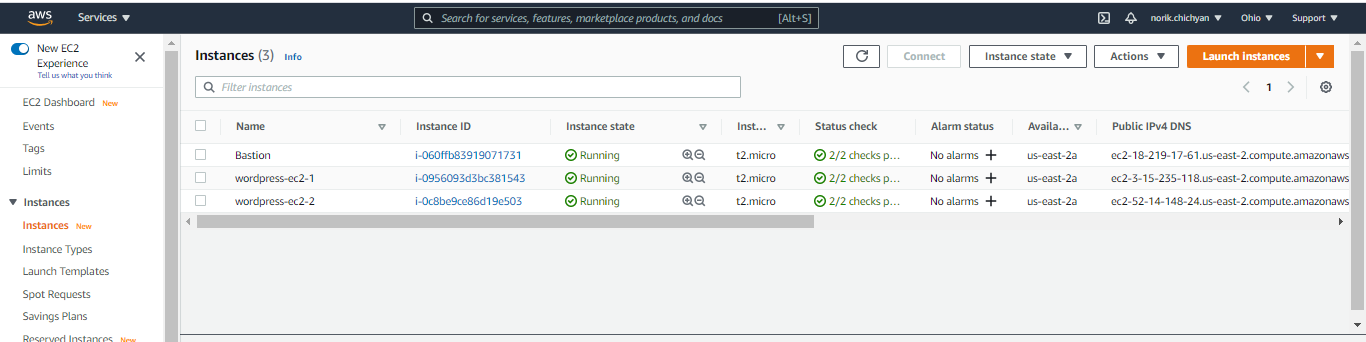 aws Services Search for services, features, marketplace products, and docs [Alt+S] norik.chichyan Ohio Support
New EC2
Experience
Tell us what you think
EC2 Dashboard New
Events
Tags
Limits
Instances
Instances New
Instance Types
Launch Templates
Spot Requests
Savings Plans
Reserved Instances New
Instances (3) Info Connect Instance state Actions Launch Instances
Filter instances 1
Name Instance ID Instance state Inst... Status check Alarm status Availa... Public IPv4 DNS
Bastion i-060ffb83919071731 Running t2.micro 2/2 checks p... No alarms us-east-2a ec2-18-219-17-61.us-east-2.compute.amazonaws
wordpress-ec2-1 i-0956093d3bc381543 Running t2.micro 2/2 checks p... No alarms us-east-2a ec2-3-15-235-118.us-east-2.compute.amazonaws
wordpress-ec2-2 i-0c8be9ce86d19e503 Running t2.micro 2/2 checks p... No alarms us-east-2a ec2-52-14-148-24.us-east-2.compute.amazonaws